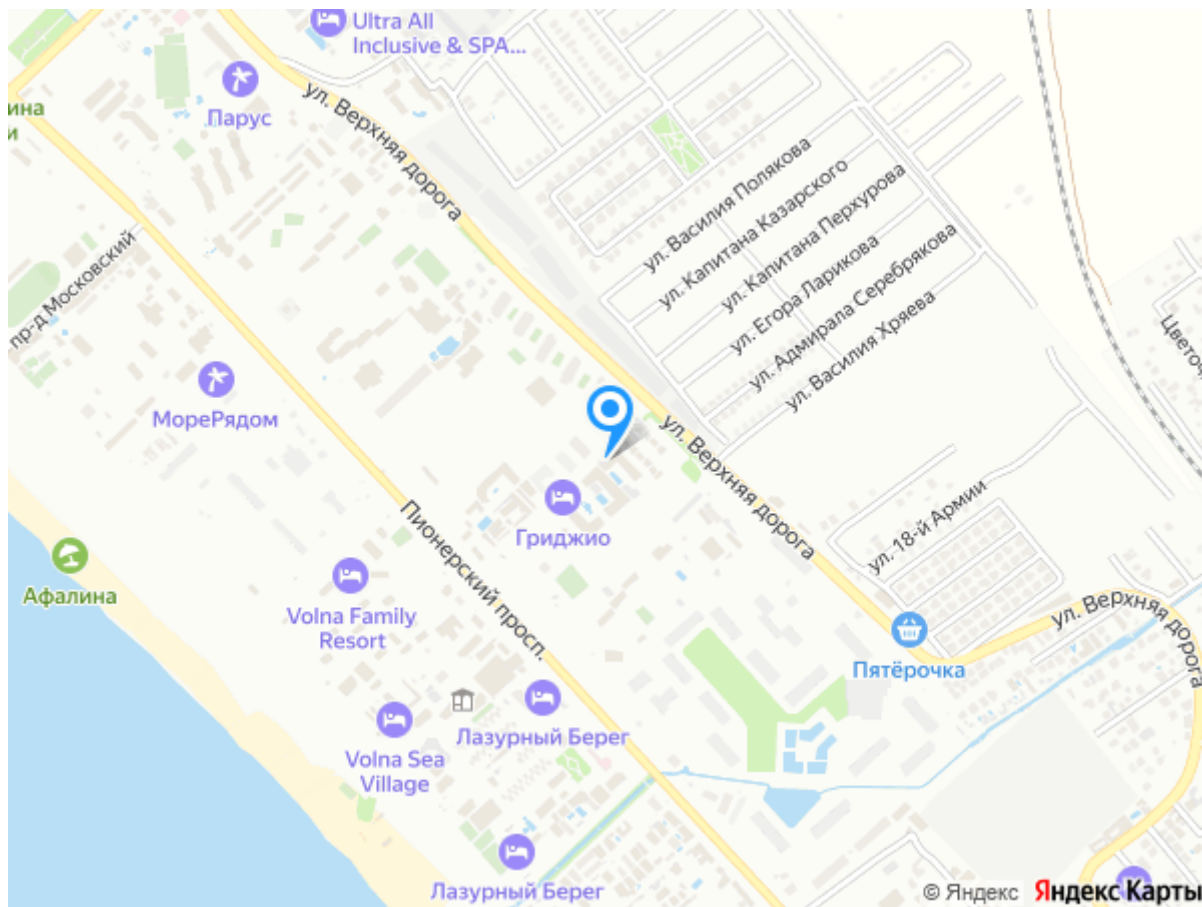 Ultra All
Inclusive & SPA...
Парус
ина
и
ул. Верхняя дорога
ул. Василия Полякова
ул. Капитана Казарского
ул. Капитана Перхурова
ул. Егора Ларикова
ул. Адмирала Серебрякова
ул. Василия Хряева
пр-д Московский
Цветоч
МореРядом
ул. Верхняя дорога
Гриджио
ул. 18-й Армии
Пионерский просп.
Афалина
Volna Family
Resort
ул. Верхняя дорога
Пятёрочка
Лазурный Берег
Volna Sea
Village
Лазурный Берег
© Яндекс Яндекс Карты